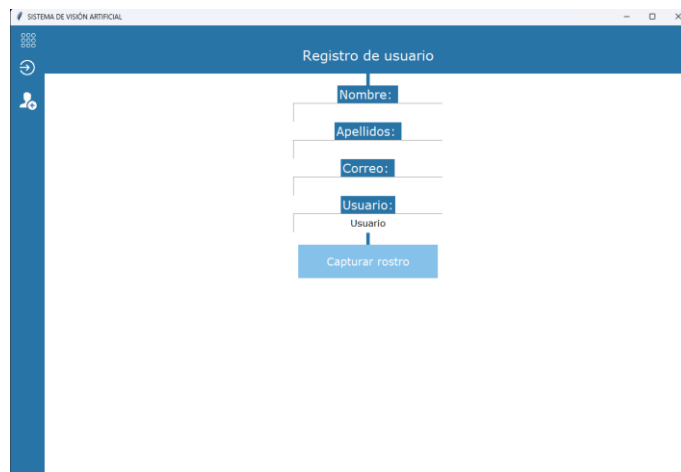 SISTEMA DE VISIÓN ARTIFICIAL
Registro de usuario
Nombre:
Apellidos:
Correo:
Usuario:
Usuario
Capturar rostro